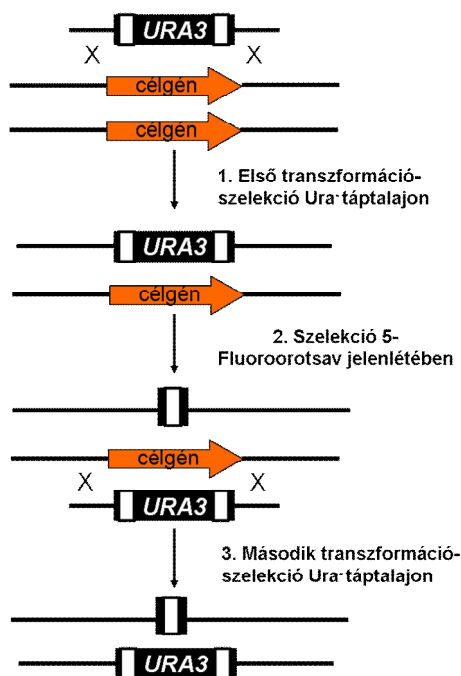 URA3
X X
célgén
célgén
1. Első transzformáció-
szelekció Ura⁻ táptalajon
URA3
célgén
2. Szelekció 5-
Fluoroorotsav jelenlétében
célgén
X X
URA3
3. Második transzformáció-
szelekció Ura⁻ táptalajon
URA3